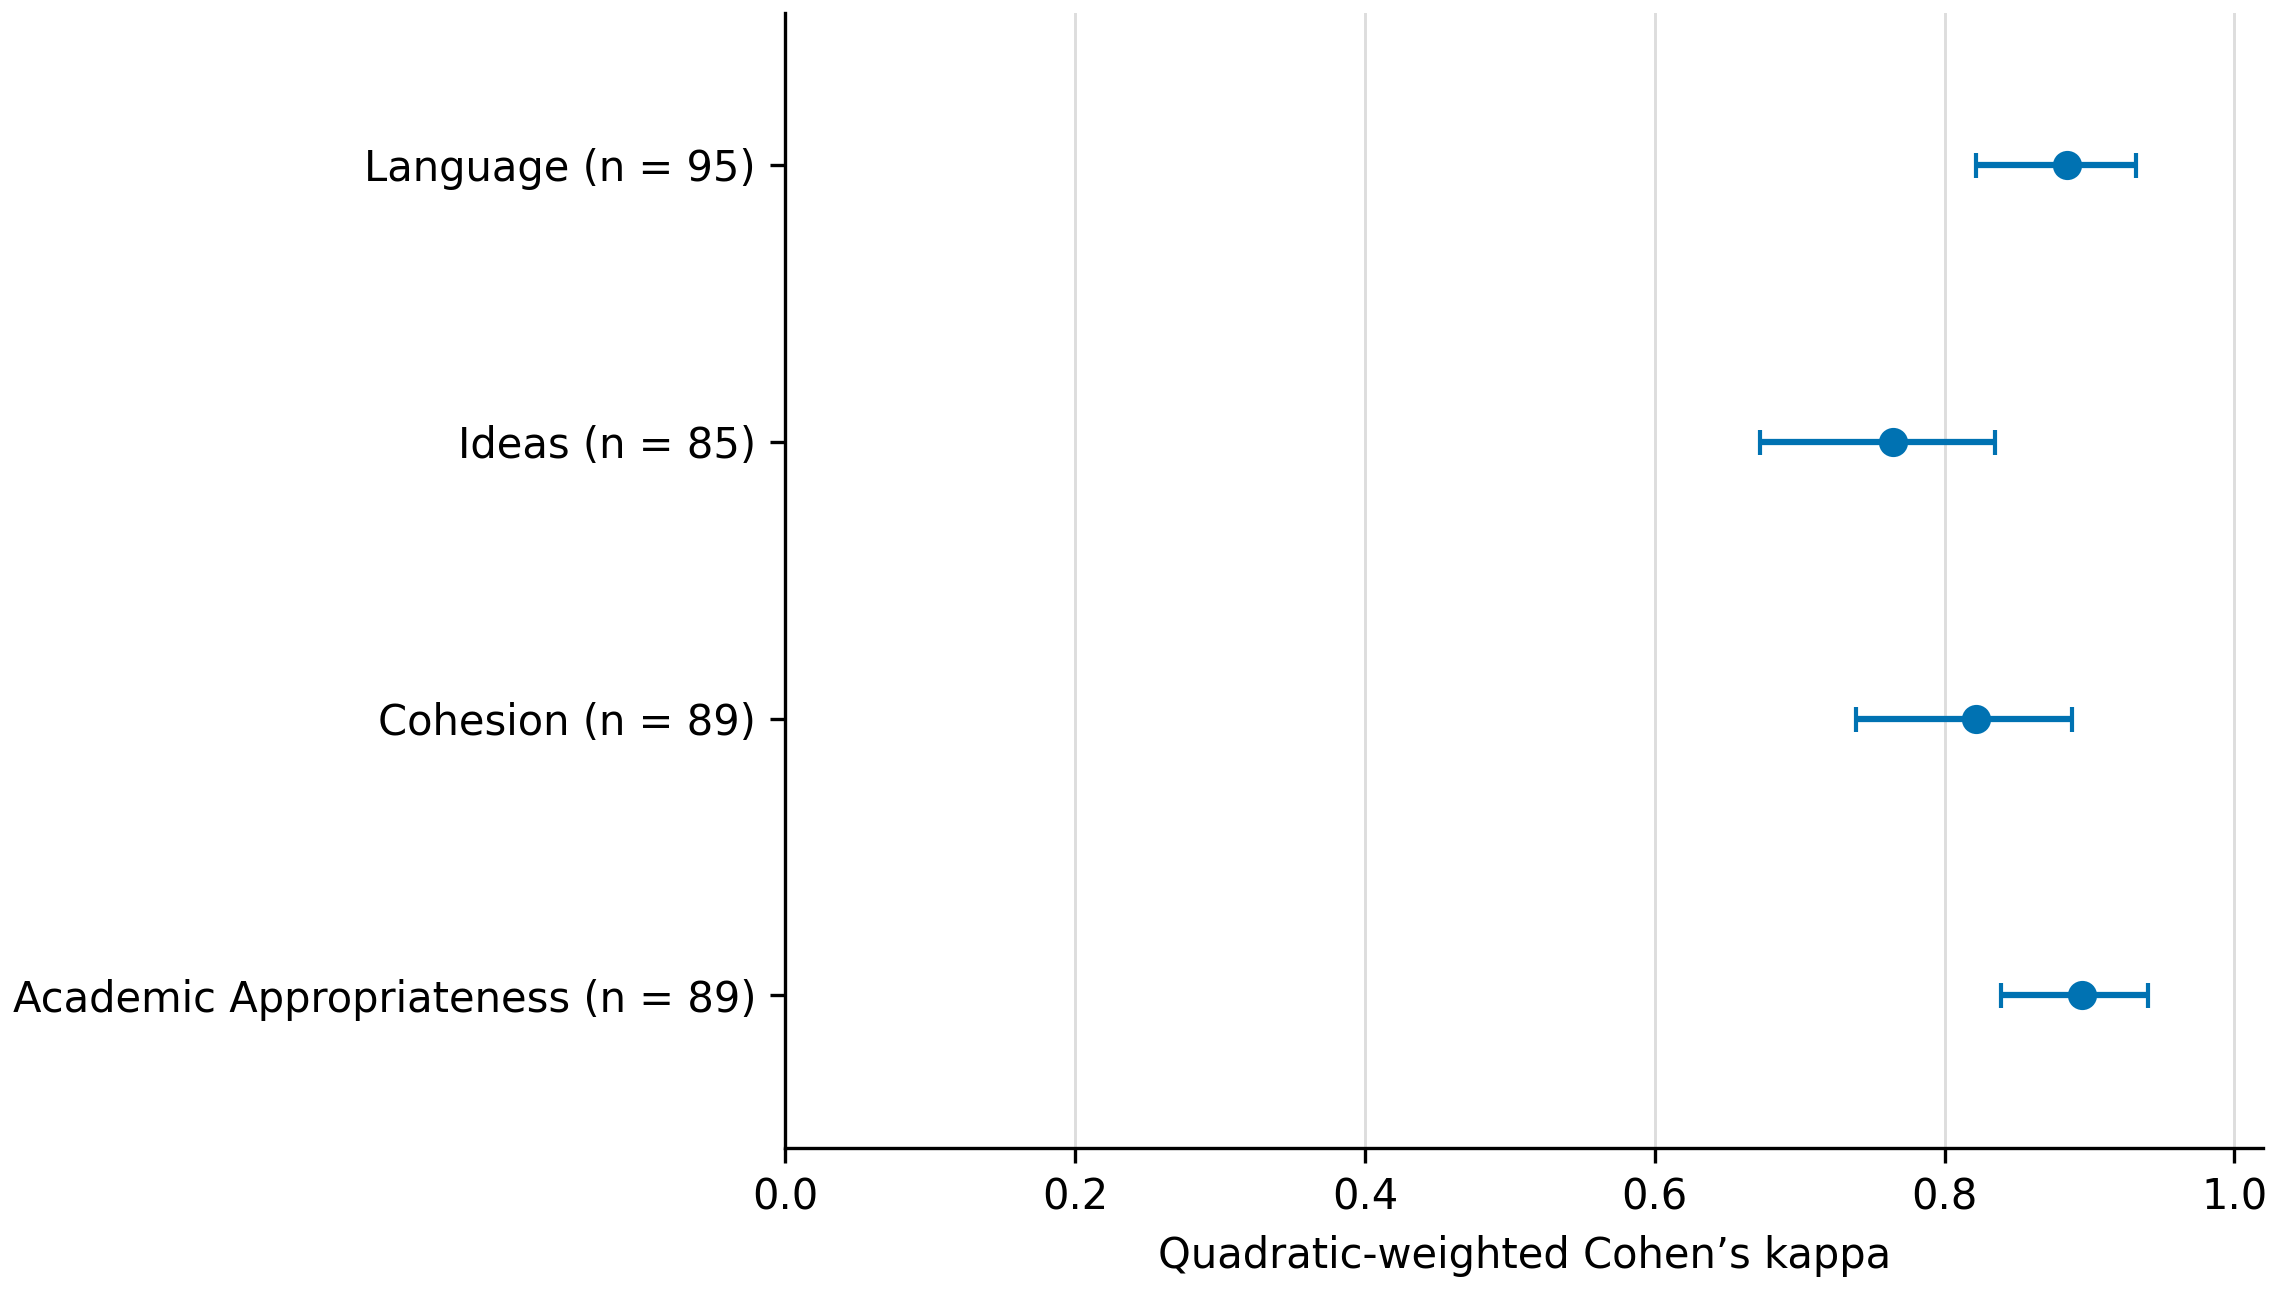 Language (n = 95)
Ideas (n = 85)
Cohesion (n = 89)
Academic Appropriateness (n = 89)
0.0 0.2 0.4 0.6 0.8 1.0
Quadratic-weighted Cohen’s kappa